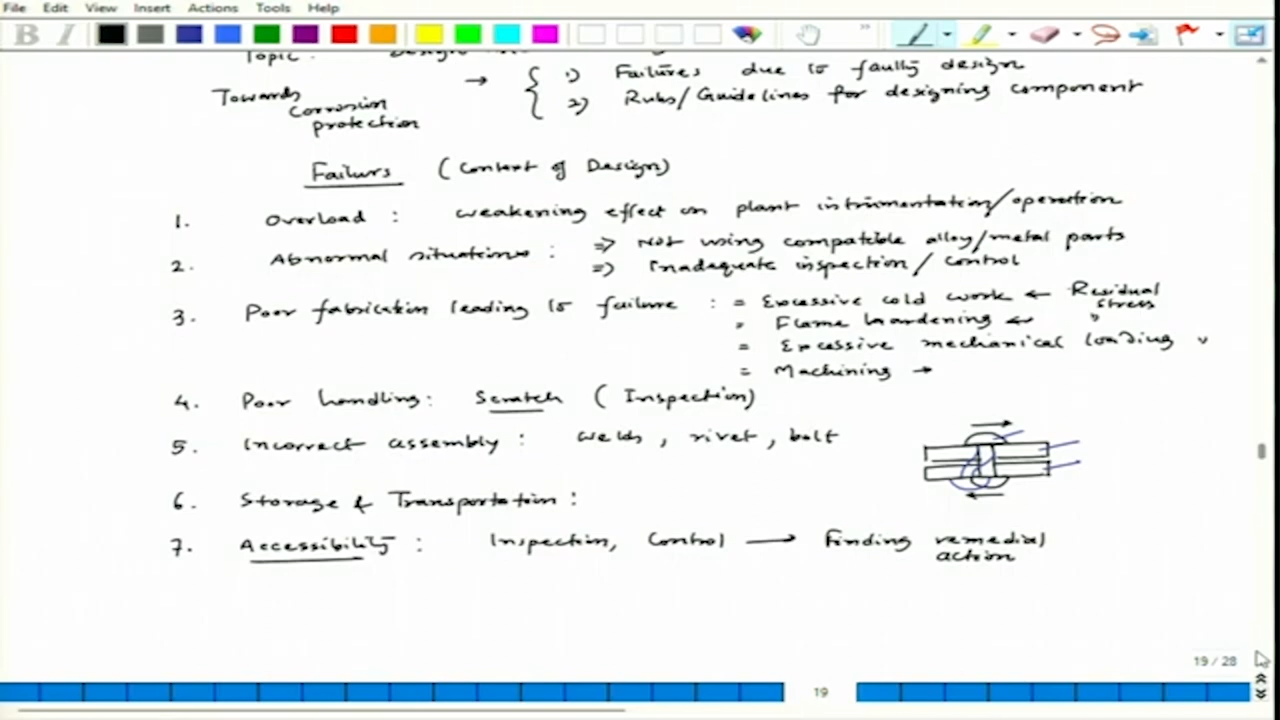 File Edit View Insert Actions Tools Help
B I
Topic :
Towards Corrosion protection → { 1) Failures due to faulty design
2) Rules/Guidelines for designing component
Failurs (Context of Design)
1. Overload : weakening effect on plant instrumentation/operation
2. Abnormal situations : => Not using compatible alloy/metal parts
=> Inadequate inspection/control
3. Poor fabrication leading to failure : = Excessive cold work ← Residual stress
= Flame hardening ← "
= Excessive mechanical loading "
= Machining →
4. Poor handling: Scratch (Inspection)
5. Incorrect assembly : welds, rivet, bolt
6. Storage & Transportation :
7. Accessibility : Inspection, Control → Finding remedial action
19 / 28
19